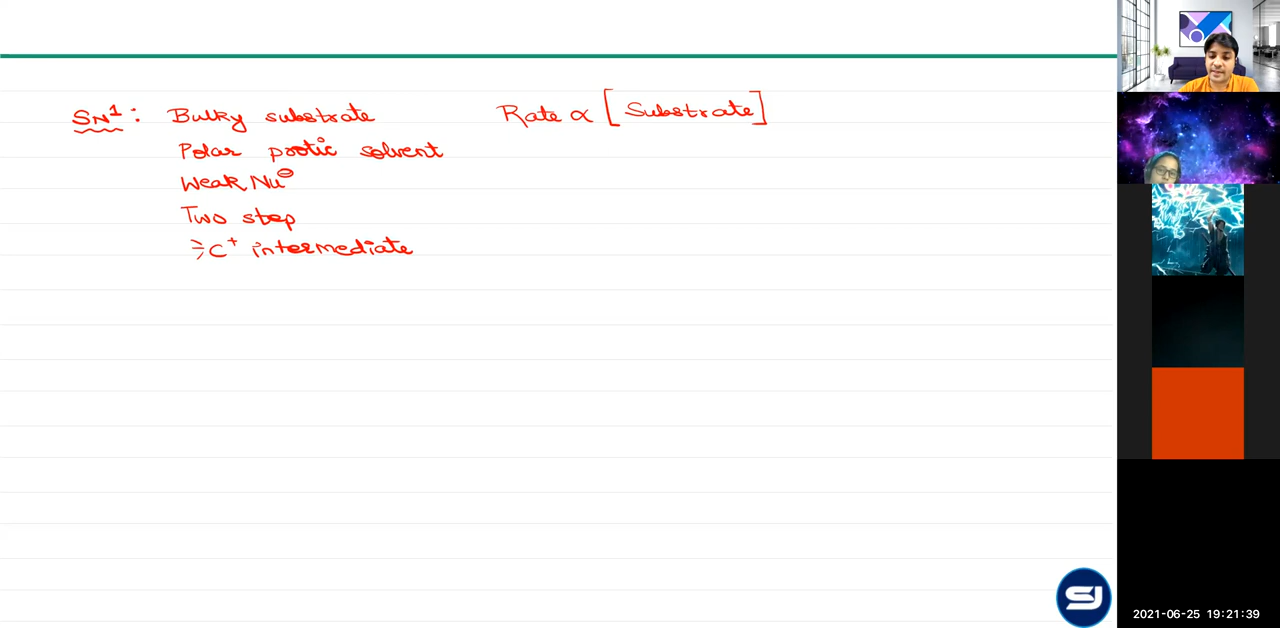 SN¹ : Bulky substrate Rate ∝ [Substrate]
Polar protic solvent
Weak Nu⊖
Two step
⩾C⁺ intermediate
SJ
2021-06-25 19:21:39